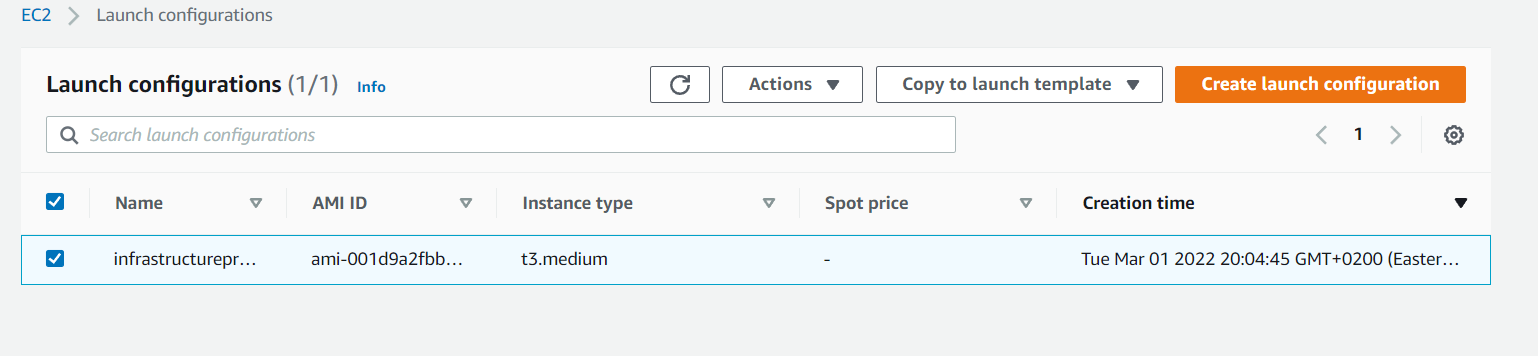 EC2 > Launch configurations
Launch configurations (1/1) Info
Actions
Copy to launch template
Create launch configuration
Search launch configurations
1
Name AMI ID Instance type Spot price Creation time
infrastructurepr... ami-001d9a2fbb... t3.medium - Tue Mar 01 2022 20:04:45 GMT+0200 (Easter...